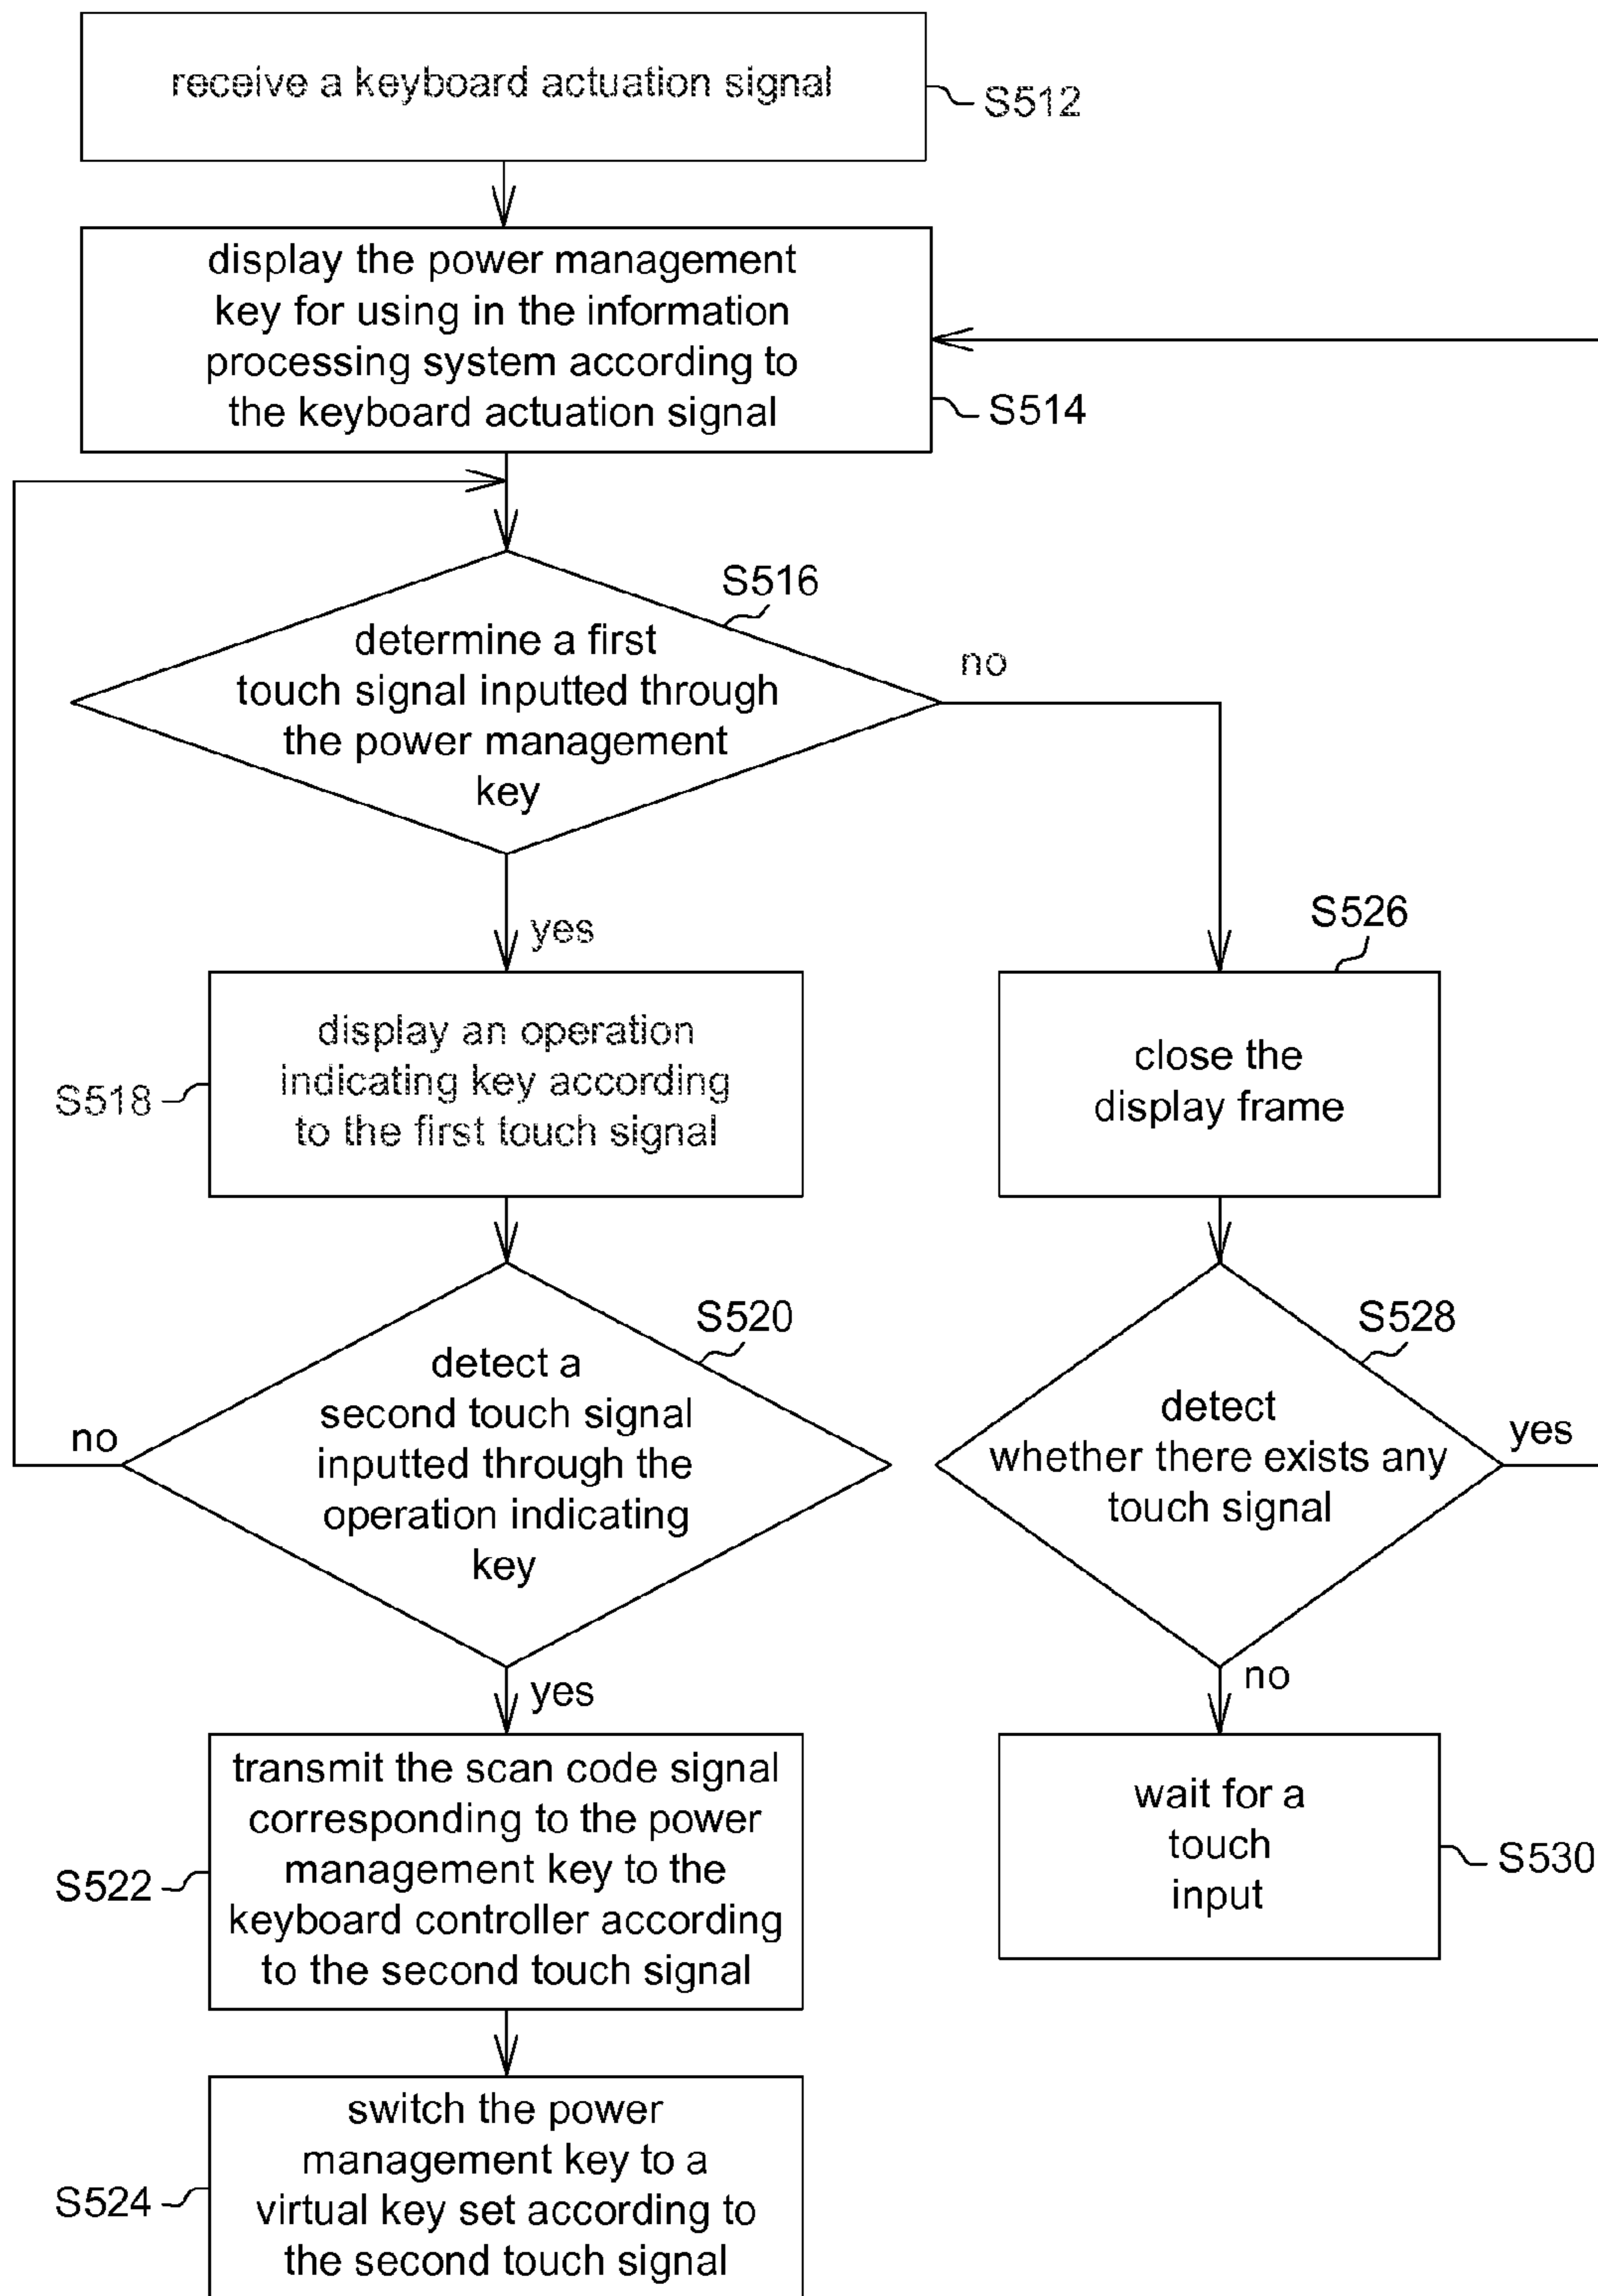 receive a keyboard actuation signal
S512
display the power management
key for using in the information
processing system according to
the keyboard actuation signal
S514
S516
determine a first
touch signal inputted through
the power management
key
no
yes
S526
display an operation
indicating key according
to the first touch signal
S518
close the
display frame
S520
detect a
second touch signal
inputted through the
operation indicating
key
no
S528
detect
whether there exists any
touch signal
yes
yes
no
transmit the scan code signal
corresponding to the power
management key to the
keyboard controller according
to the second touch signal
S522
wait for a
touch
input
S530
switch the power
management key to a
virtual key set according to
the second touch signal
S524